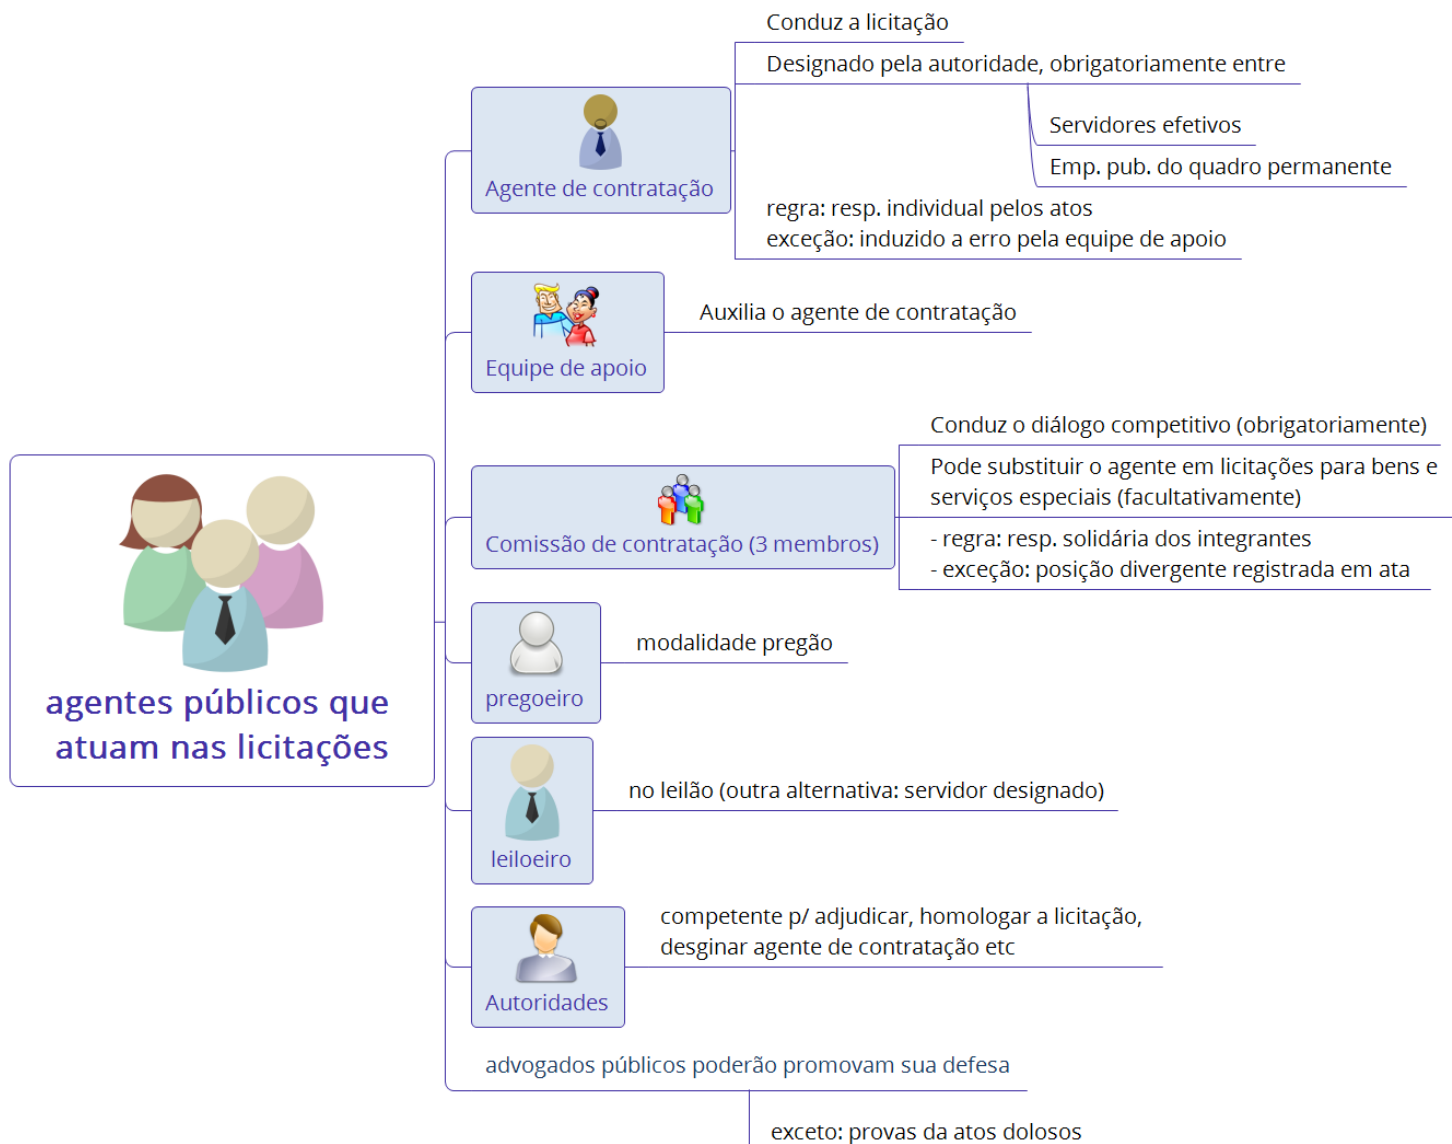 agentes públicos que
atuam nas licitações
Agente de contratação
Conduz a licitação
Designado pela autoridade, obrigatoriamente entre
Servidores efetivos
Emp. pub. do quadro permanente
regra: resp. individual pelos atos
exceção: induzido a erro pela equipe de apoio
Equipe de apoio
Auxilia o agente de contratação
Comissão de contratação (3 membros)
Conduz o diálogo competitivo (obrigatoriamente)
Pode substituir o agente em licitações para bens e
serviços especiais (facultativamente)
- regra: resp. solidária dos integrantes
- exceção: posição divergente registrada em ata
pregoeiro
modalidade pregão
leiloeiro
no leilão (outra alternativa: servidor designado)
Autoridades
competente p/ adjudicar, homologar a licitação,
desginar agente de contratação etc
advogados públicos poderão promovam sua defesa
exceto: provas da atos dolosos